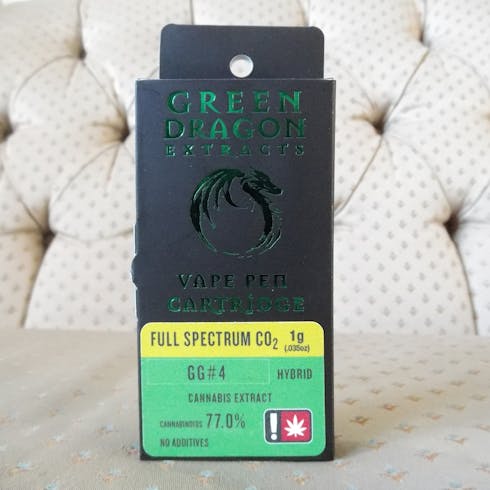 GREEN
DRAGON
EXTRACTS
VAPE PEN
CARTRIDGE
FULL SPECTRUM CO2 1g
(.035oz)
GG#4 HYBRID
CANNABIS EXTRACT
CANNABINOIDS 77.0%
NO ADDITIVES
!